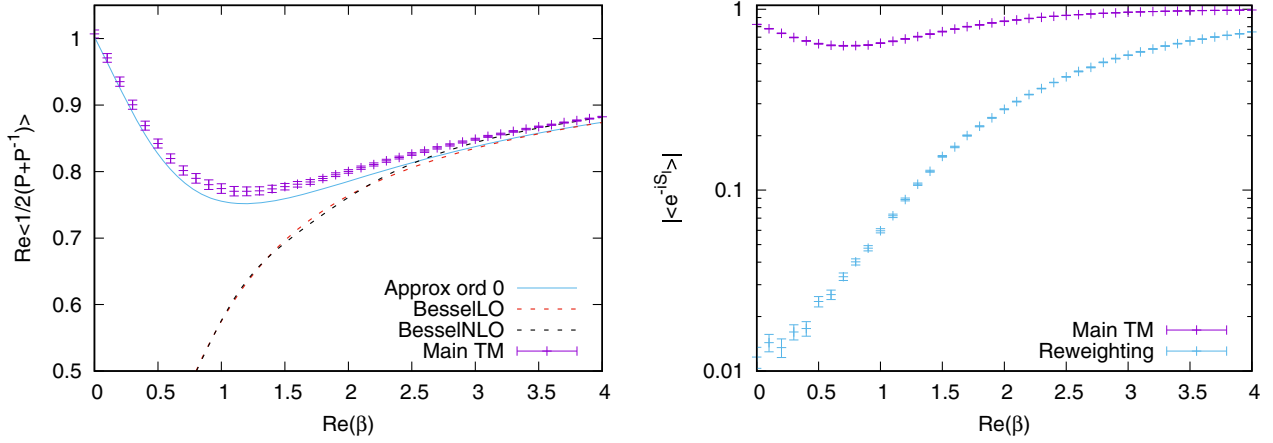 Re<1/2(P+P⁻¹)>
1
0.9
0.8
0.7
0.6
0.5
0 0.5 1 1.5 2 2.5 3 3.5 4
Re(β)
Approx ord 0
BesselLO
BesselNLO
Main TM
|<e^{-iS_I}>|
1
0.1
0.01
0 0.5 1 1.5 2 2.5 3 3.5 4
Re(β)
Main TM
Reweighting